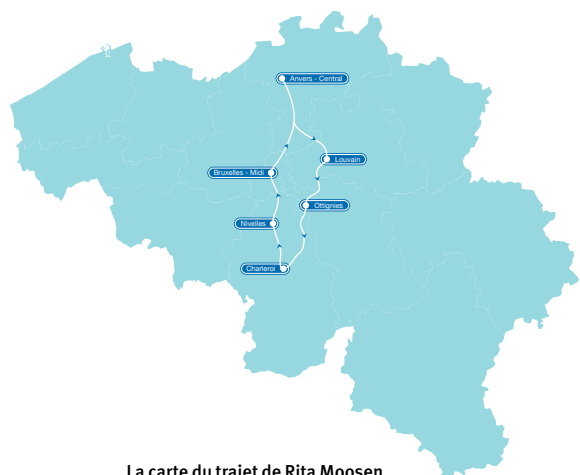 Anvers - Central
Louvain
Bruxelles - Midi
Ottignies
Nivelles
Charleroi
La carte du trajet de Rita Moosen